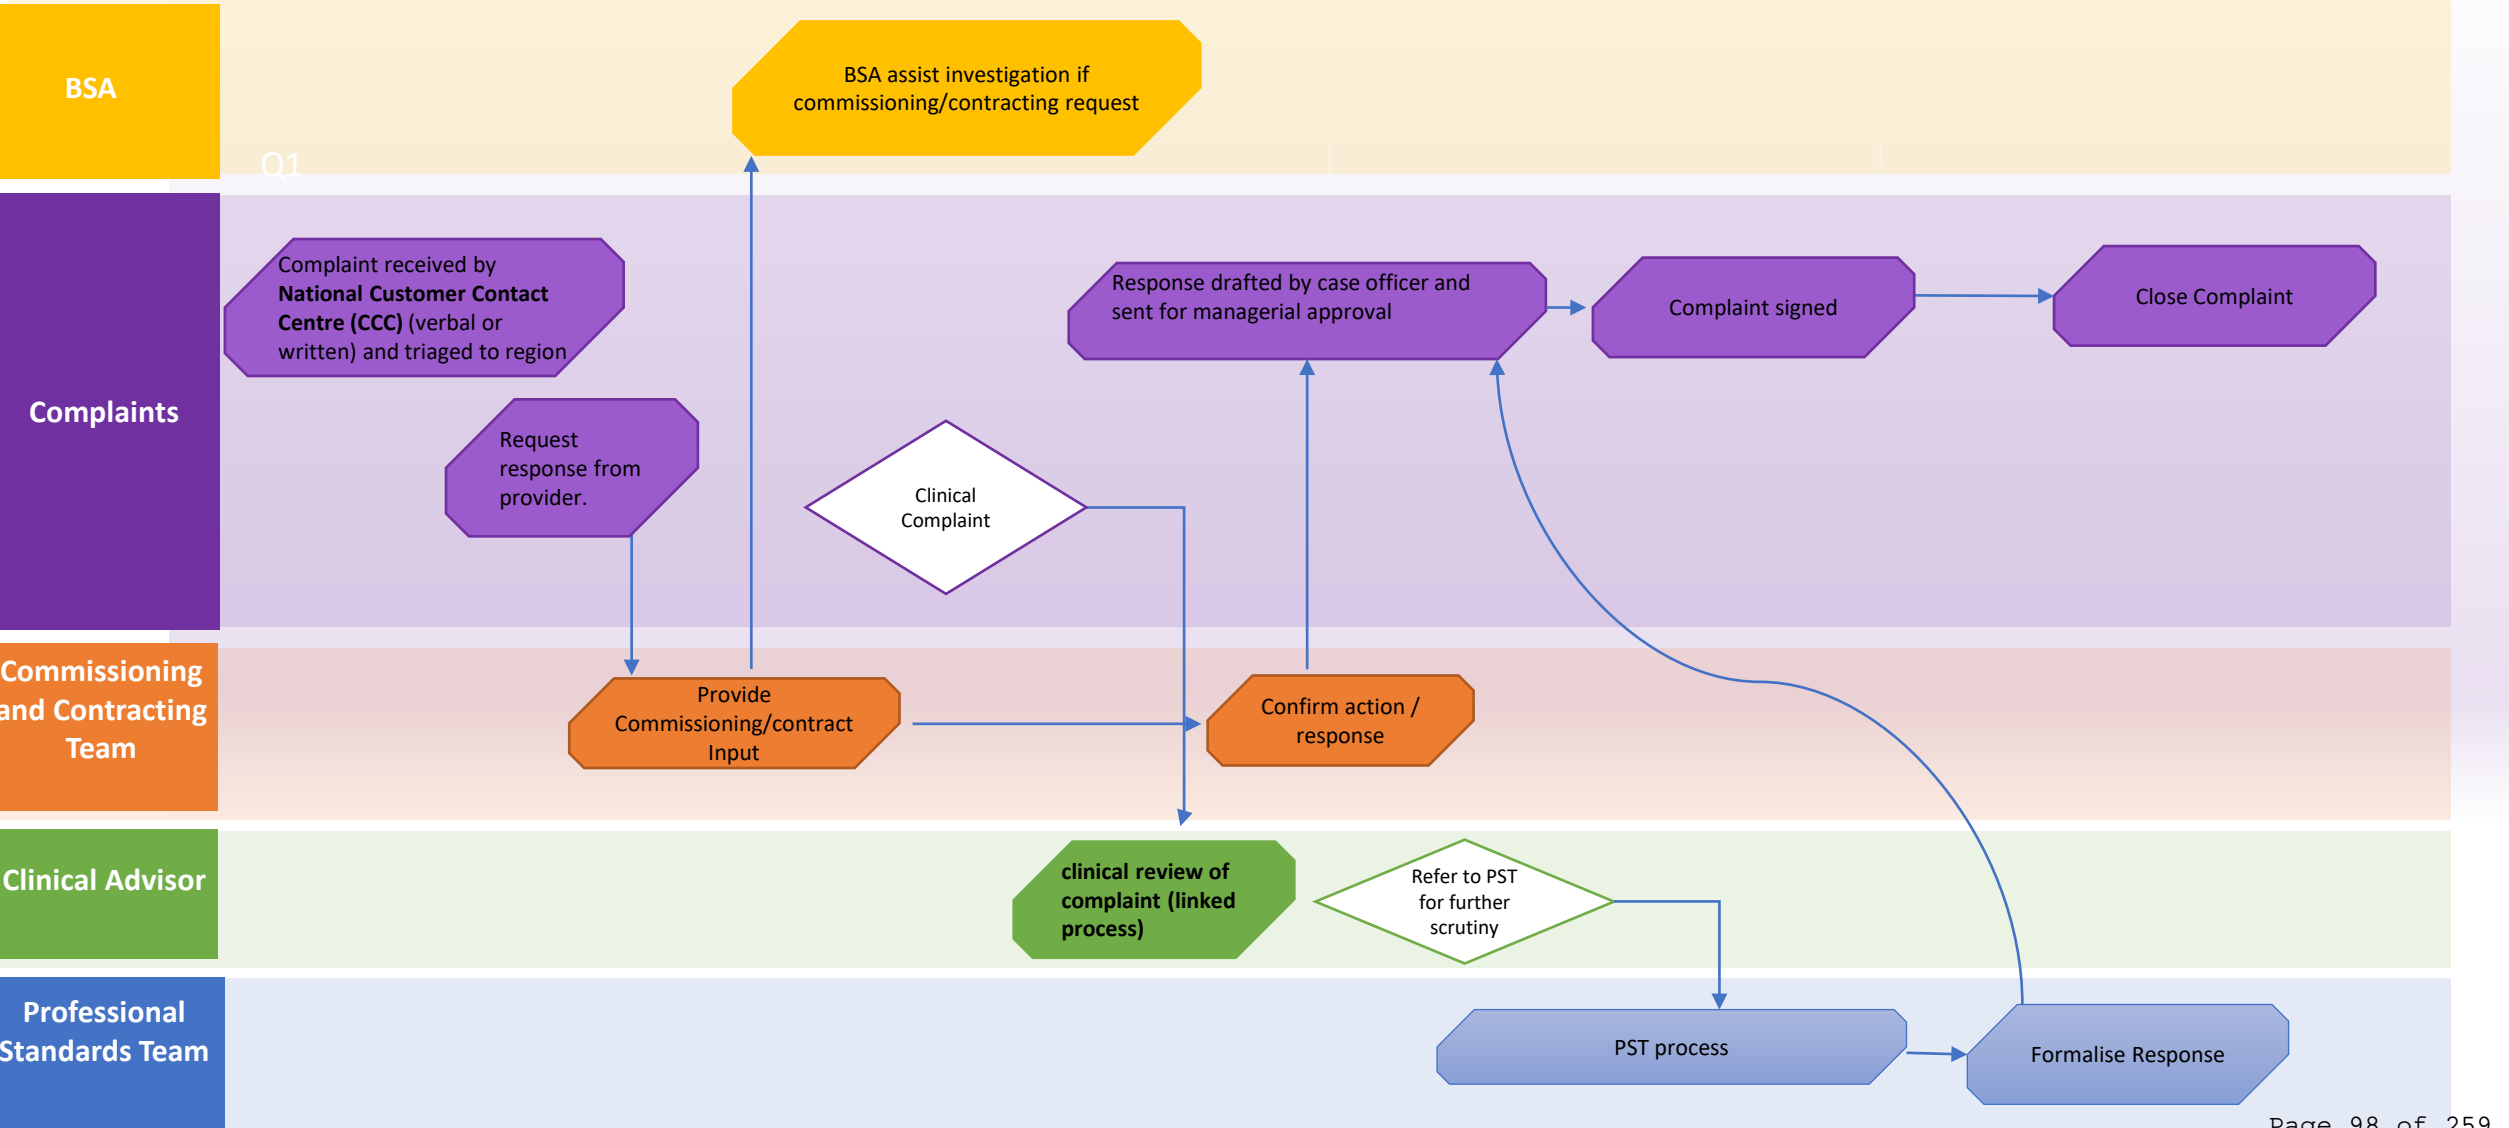 BSA
BSA assist investigation if
commissioning/contracting request
Q1
Complaints
Complaint received by
National Customer Contact
Centre (CCC) (verbal or
written) and triaged to region
Request
response from
provider.
Clinical
Complaint
Response drafted by case officer and
sent for managerial approval
Complaint signed
Close Complaint
Commissioning
and Contracting
Team
Provide
Commissioning/contract
Input
Confirm action /
response
Clinical Advisor
clinical review of
complaint (linked
process)
Refer to PST
for further
scrutiny
Professional
Standards Team
PST process
Formalise Response
Page 98 of 259